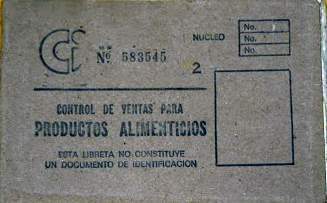 CCI
Nº 583545
NUCLEO
No.
No.
No.
2
CONTROL DE VENTAS PARA
PRODUCTOS ALIMENTICIOS
ESTA LIBRETA NO CONSTITUYE
UN DOCUMENTO DE IDENTIFICACION